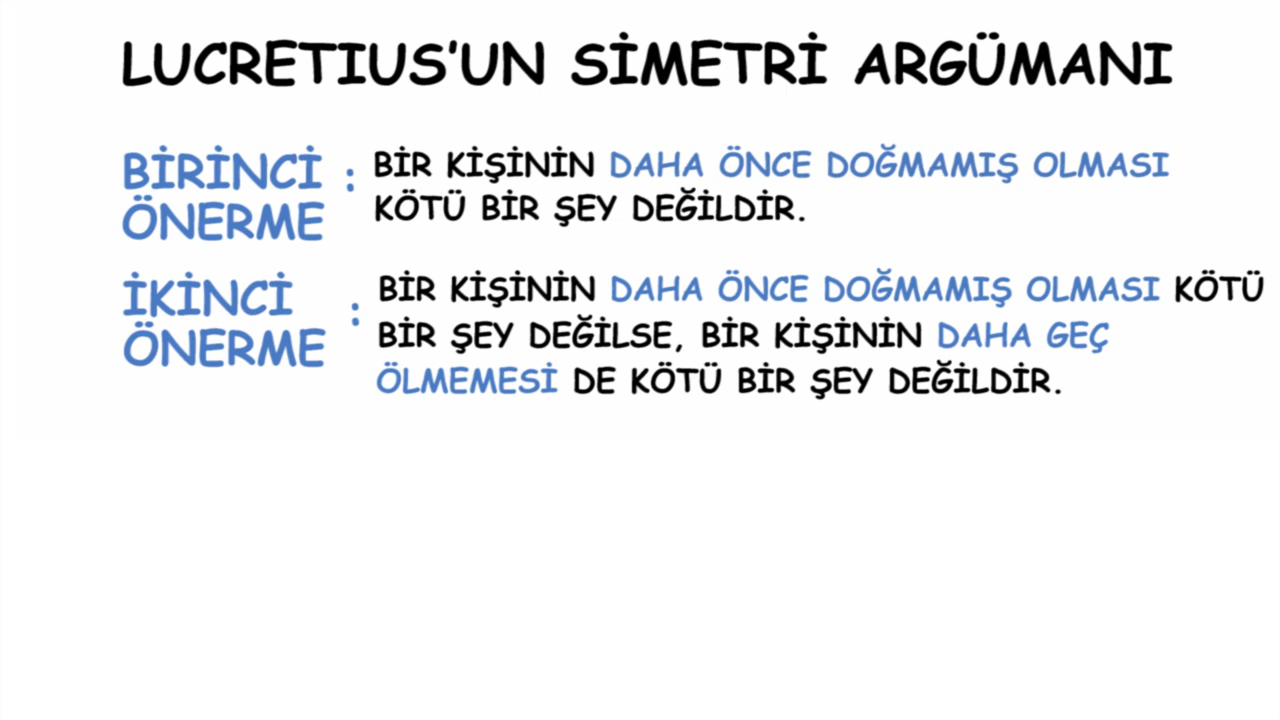 LUCRETIUS'UN SİMETRİ ARGÜMANI
BİRİNCİ ÖNERME : BİR KİŞİNİN DAHA ÖNCE DOĞMAMIŞ OLMASI
KÖTÜ BİR ŞEY DEĞİLDİR.
İKİNCİ ÖNERME : BİR KİŞİNİN DAHA ÖNCE DOĞMAMIŞ OLMASI KÖTÜ
BİR ŞEY DEĞİLSE, BİR KİŞİNİN DAHA GEÇ
ÖLMEMESİ DE KÖTÜ BİR ŞEY DEĞİLDİR.